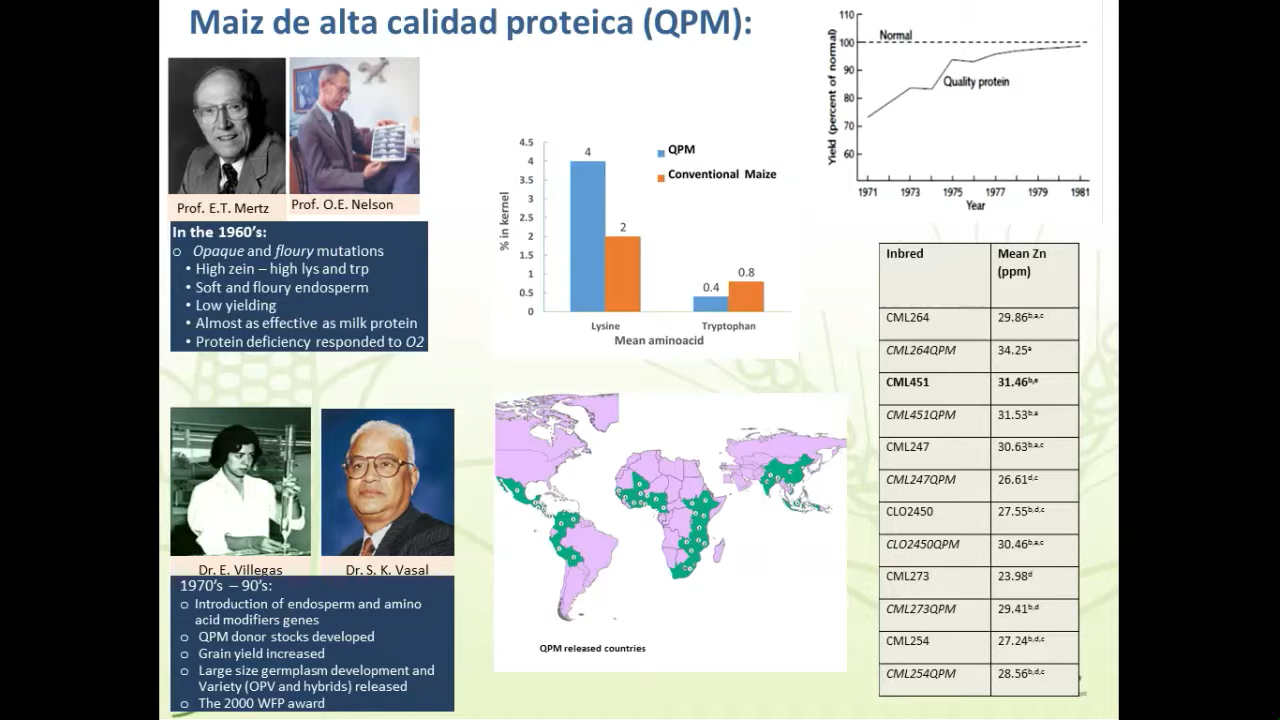 Maiz de alta calidad proteica (QPM):
Prof. E.T. Mertz
Prof. O.E. Nelson
In the 1960's:
o Opaque and floury mutations
• High zein – high lys and trp
• Soft and floury endosperm
• Low yielding
• Almost as effective as milk protein
• Protein deficiency responded to O2
Dr. E. Villegas
Dr. S. K. Vasal
1970's – 90's:
o Introduction of endosperm and amino
acid modifiers genes
o QPM donor stocks developed
o Grain yield increased
o Large size germplasm development and
Variety (OPV and hybrids) released
o The 2000 WFP award
% in kernel
4.5
4
3.5
3
2.5
2
1.5
1
0.5
0
QPM
Conventional Maize
4
2
0.4
0.8
Lysine
Tryptophan
Mean aminoacid
QPM released countries
Yield (percent of normal)
110
100
90
80
70
60
Normal
Quality protein
1971 1973 1975 1977 1979 1981
Year
Inbred Mean Zn
(ppm)
CML264 29.86b,a,c
CML264QPM 34.25a
CML451 31.46b,a
CML451QPM 31.53b,a
CML247 30.63b,a,c
CML247QPM 26.61d,c
CLO2450 27.55b,d,c
CLO2450QPM 30.46b,a,c
CML273 23.98d
CML273QPM 29.41b,d
CML254 27.24b,d,c
CML254QPM 28.56b,d,c